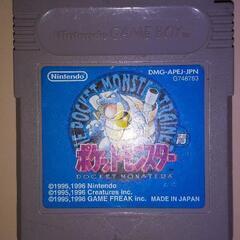 Nintendo GAME BOY
Nintendo
DMG-APEJ-JPN
POCKET MONSTERS TRAINER
ポケットモンスター
青
POCKET MONSTERS
©1995,1996 Nintendo
©1995,1996 Creatures inc.
©1995,1996 GAME FREAK inc.
MADE IN JAPAN